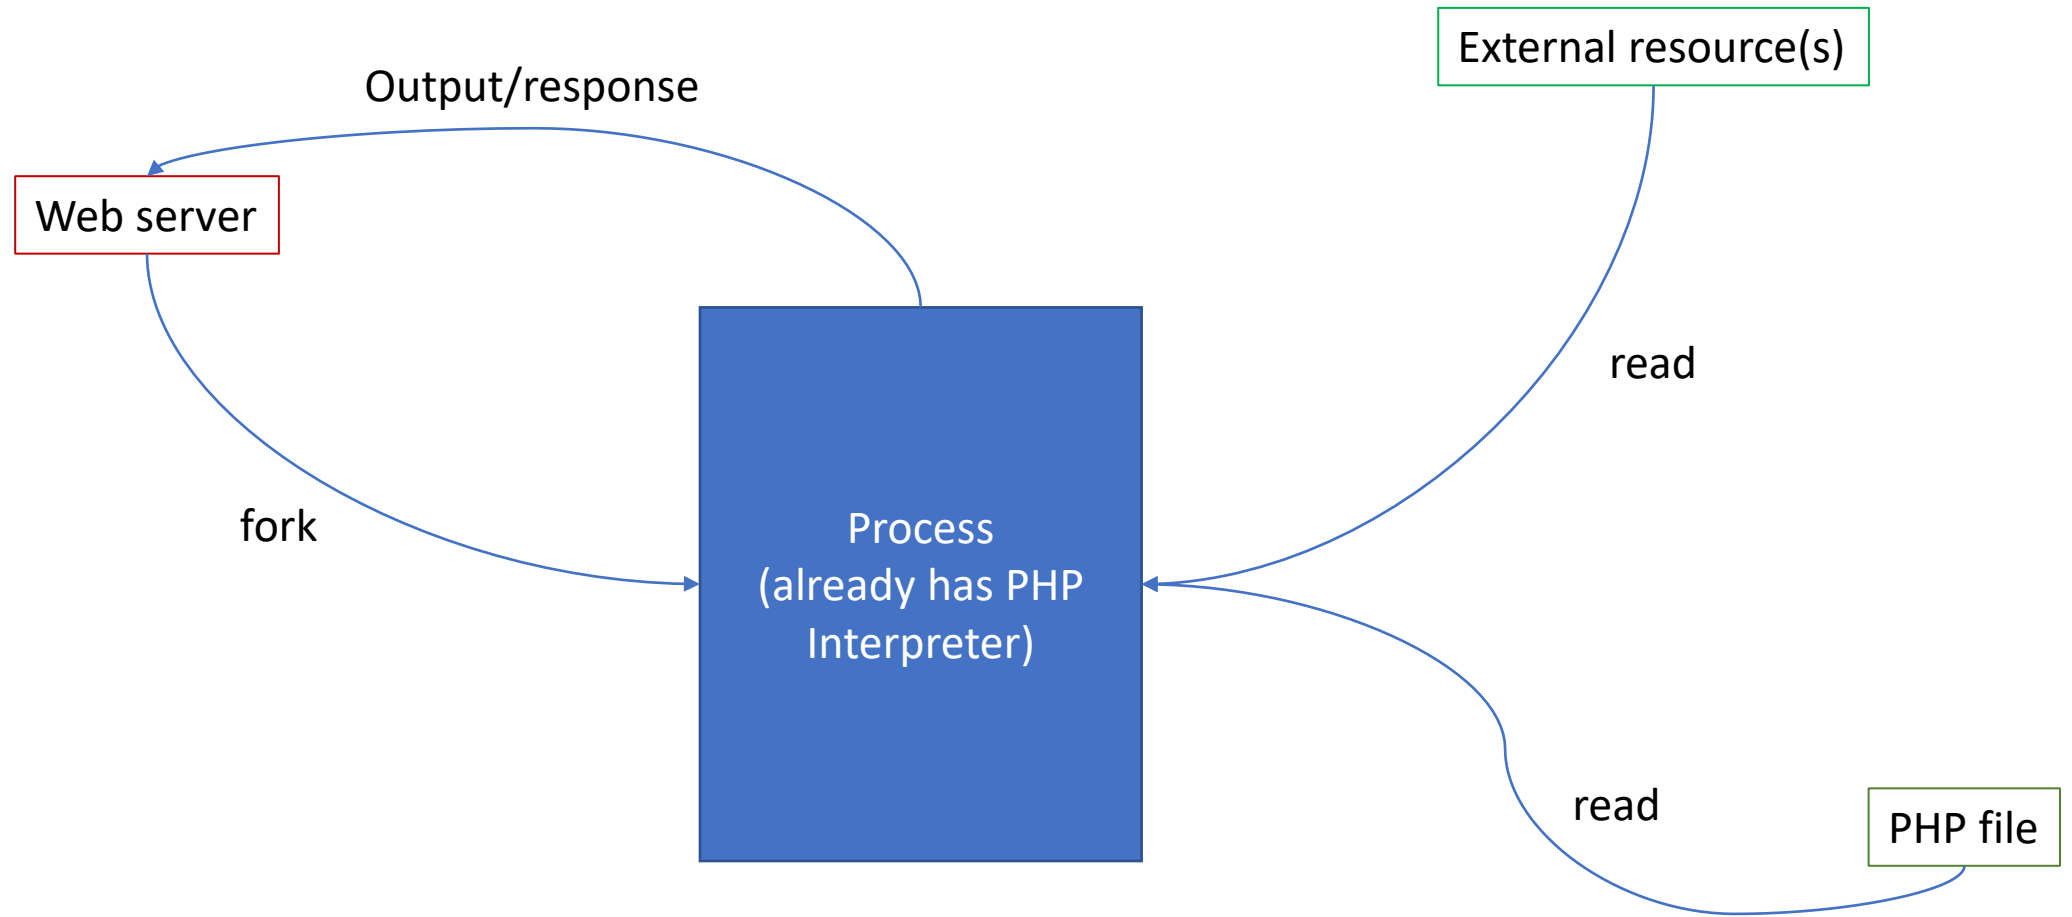 External resource(s)
Output/response
Web server
read
fork
Process
(already has PHP
Interpreter)
read
PHP file